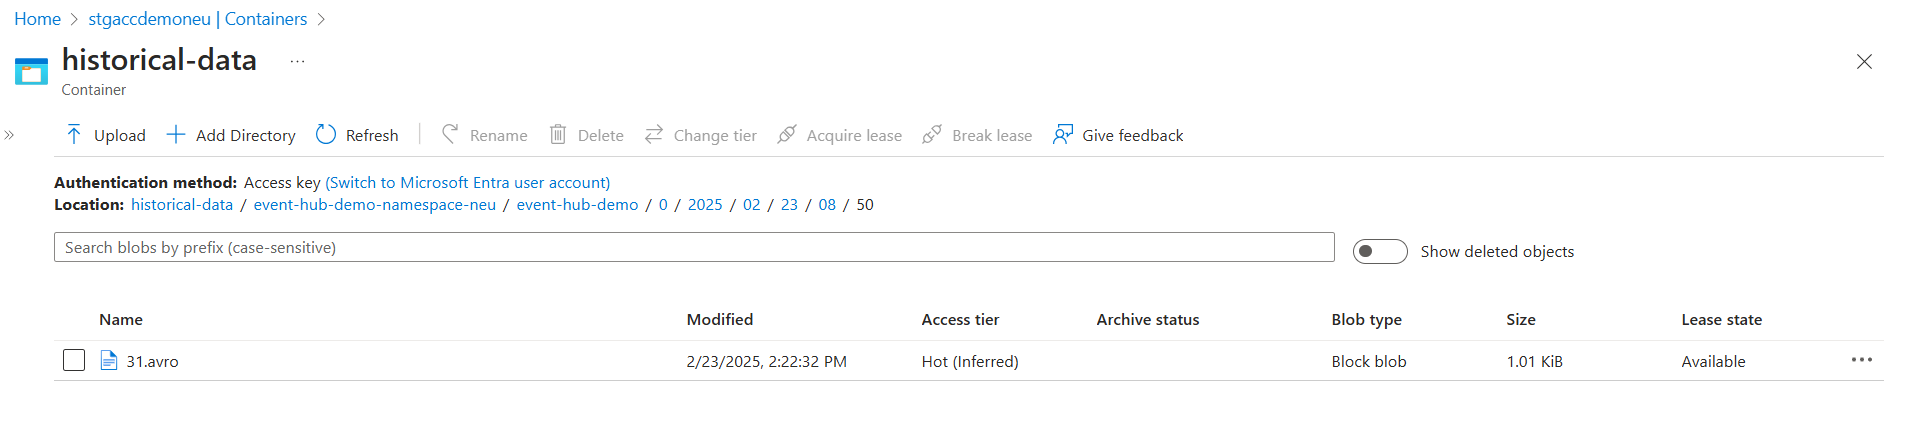 Home > stgaccdemoneu | Containers >
historical-data ...
Container
Upload Add Directory Refresh Rename Delete Change tier Acquire lease Break lease Give feedback
Authentication method: Access key (Switch to Microsoft Entra user account)
Location: historical-data / event-hub-demo-namespace-neu / event-hub-demo / 0 / 2025 / 02 / 23 / 08 / 50
Search blobs by prefix (case-sensitive) Show deleted objects
Name Modified Access tier Archive status Blob type Size Lease state
31.avro 2/23/2025, 2:22:32 PM Hot (Inferred) Block blob 1.01 KiB Available ...